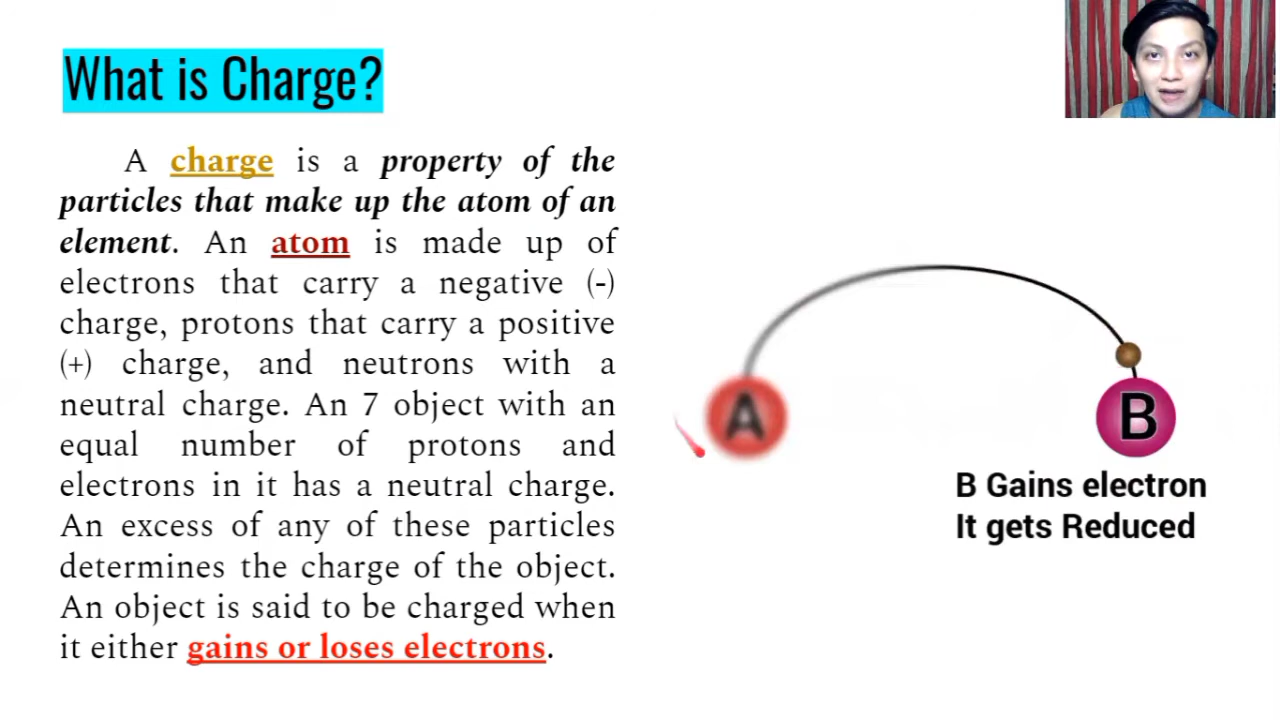 What is Charge?
A charge is a property of the
particles that make up the atom of an
element. An atom is made up of
electrons that carry a negative (-)
charge, protons that carry a positive
(+) charge, and neutrons with a
neutral charge. An 7 object with an
equal number of protons and
electrons in it has a neutral charge.
An excess of any of these particles
determines the charge of the object.
An object is said to be charged when
it either gains or loses electrons.
A
B
B Gains electron
It gets Reduced